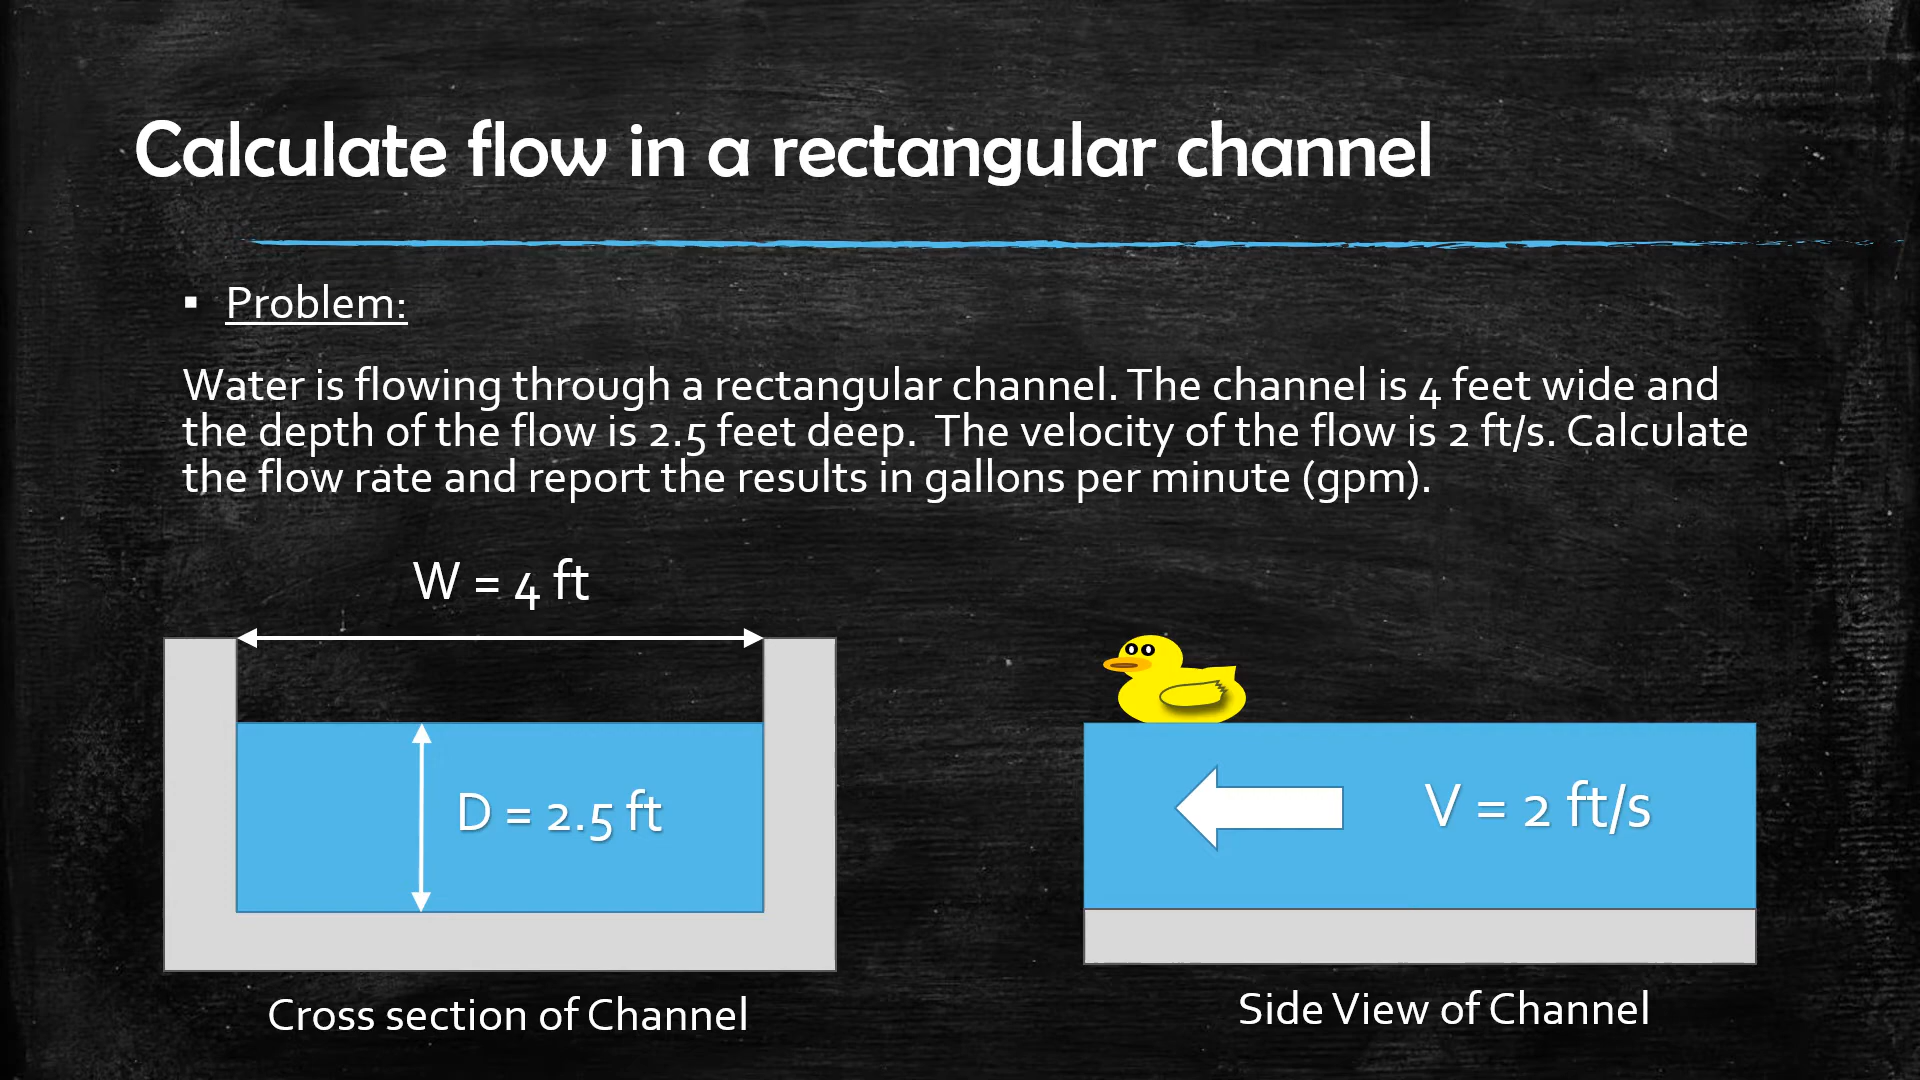 Calculate flow in a rectangular channel
▪ Problem:
Water is flowing through a rectangular channel. The channel is 4 feet wide and
the depth of the flow is 2.5 feet deep.  The velocity of the flow is 2 ft/s. Calculate
the flow rate and report the results in gallons per minute (gpm).
W = 4 ft
D = 2.5 ft
V = 2 ft/s
Cross section of Channel
Side View of Channel